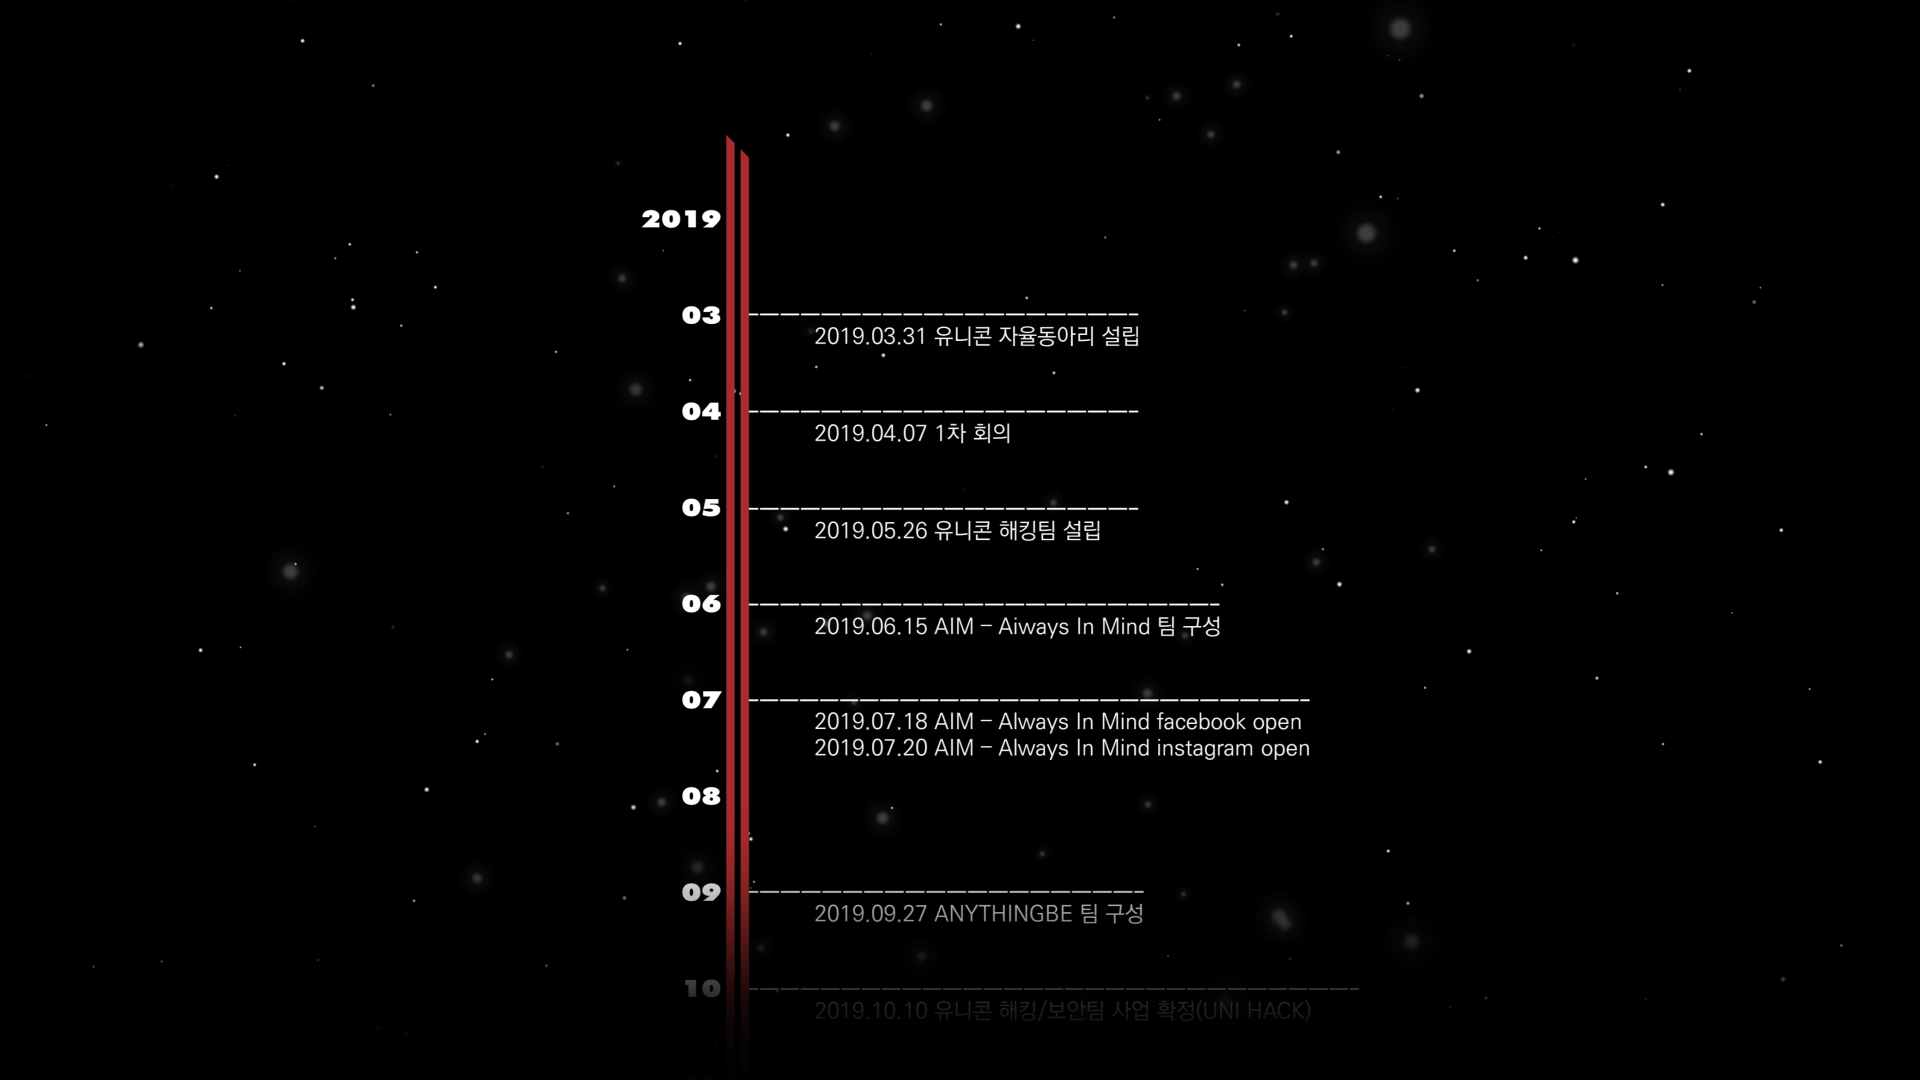 2019
03
2019.03.31 유니콘 자율동아리 설립
04
2019.04.07 1차 회의
05
2019.05.26 유니콘 해킹팀 설립
06
2019.06.15 AIM – Aiways In Mind 팀 구성
07
2019.07.18 AIM – Always In Mind facebook open
2019.07.20 AIM – Always In Mind instagram open
08
09
2019.09.27 ANYTHINGBE 팀 구성
10
2019.10.10 유니콘 해킹/보안팀 사업 확정(UNI HACK)